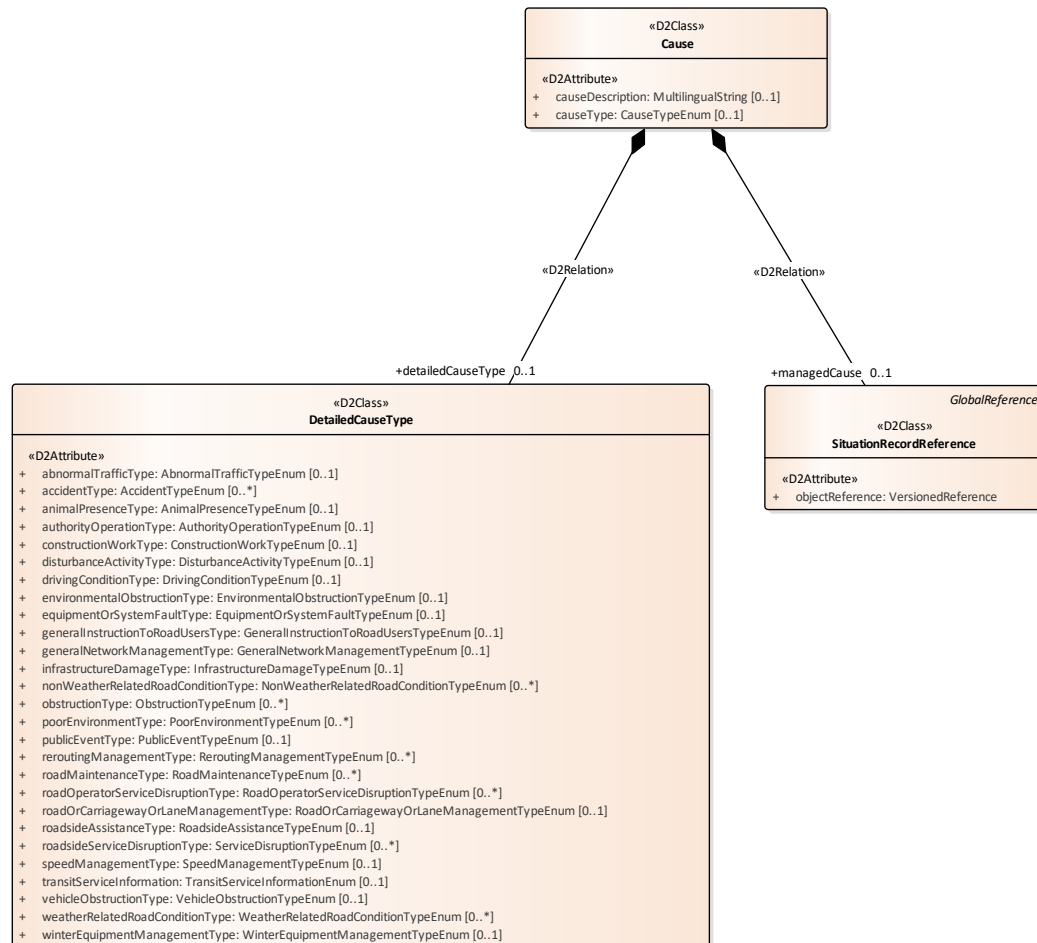 «D2Class»
Cause
«D2Attribute»
+ causeDescription: MultilingualString [0..1]
+ causeType: CauseTypeEnum [0..1]
«D2Relation»
«D2Relation»
+detailedCauseType 0..1
+managedCause 0..1
«D2Class»
DetailedCauseType
«D2Attribute»
+ abnormalTrafficType: AbnormalTrafficTypeEnum [0..1]
+ accidentType: AccidentTypeEnum [0..*]
+ animalPresenceType: AnimalPresenceTypeEnum [0..1]
+ authorityOperationType: AuthorityOperationTypeEnum [0..1]
+ constructionWorkType: ConstructionWorkTypeEnum [0..1]
+ disturbanceActivityType: DisturbanceActivityTypeEnum [0..1]
+ drivingConditionType: DrivingConditionTypeEnum [0..1]
+ environmentalObstructionType: EnvironmentalObstructionTypeEnum [0..1]
+ equipmentOrSystemFaultType: EquipmentOrSystemFaultTypeEnum [0..1]
+ generalInstructionToRoadUsersType: GeneralInstructionToRoadUsersTypeEnum [0..1]
+ generalNetworkManagementType: GeneralNetworkManagementTypeEnum [0..1]
+ infrastructureDamageType: InfrastructureDamageTypeEnum [0..1]
+ nonWeatherRelatedRoadConditionType: NonWeatherRelatedRoadConditionTypeEnum [0..*]
+ obstructionType: ObstructionTypeEnum [0..*]
+ poorEnvironmentType: PoorEnvironmentTypeEnum [0..*]
+ publicEventType: PublicEventTypeEnum [0..1]
+ reroutingManagementType: ReroutingManagementTypeEnum [0..*]
+ roadMaintenanceType: RoadMaintenanceTypeEnum [0..*]
+ roadOperatorServiceDisruptionType: RoadOperatorServiceDisruptionTypeEnum [0..*]
+ roadOrCarriagewayOrLaneManagementType: RoadOrCarriagewayOrLaneManagementTypeEnum [0..1]
+ roadsideAssistanceType: RoadsideAssistanceTypeEnum [0..1]
+ roadsideServiceDisruptionType: ServiceDisruptionTypeEnum [0..*]
+ speedManagementType: SpeedManagementTypeEnum [0..1]
+ transitServiceInformation: TransitServiceInformationEnum [0..1]
+ vehicleObstructionType: VehicleObstructionTypeEnum [0..1]
+ weatherRelatedRoadConditionType: WeatherRelatedRoadConditionTypeEnum [0..*]
+ winterEquipmentManagementType: WinterEquipmentManagementTypeEnum [0..1]
GlobalReference
«D2Class»
SituationRecordReference
«D2Attribute»
+ objectReference: VersionedReference